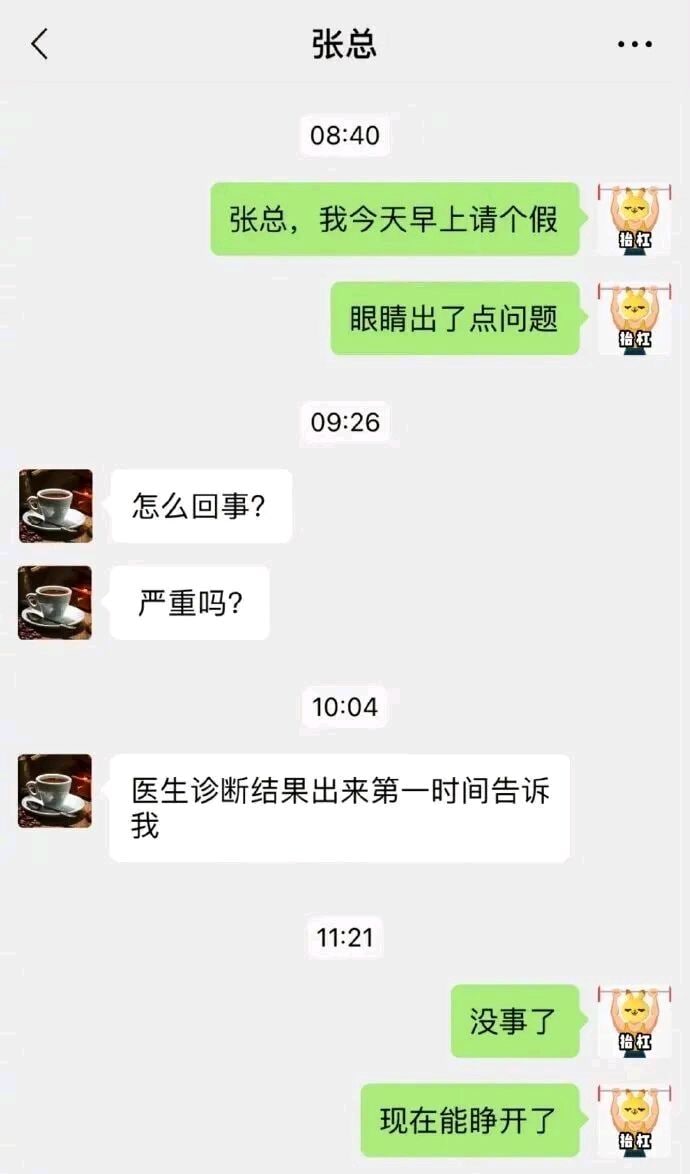 张总
08:40
张总，我今天早上请个假
抬杠
眼睛出了点问题
抬杠
09:26
怎么回事?
严重吗?
10:04
医生诊断结果出来第一时间告诉
我
11:21
没事了
抬杠
现在能睁开了
抬杠